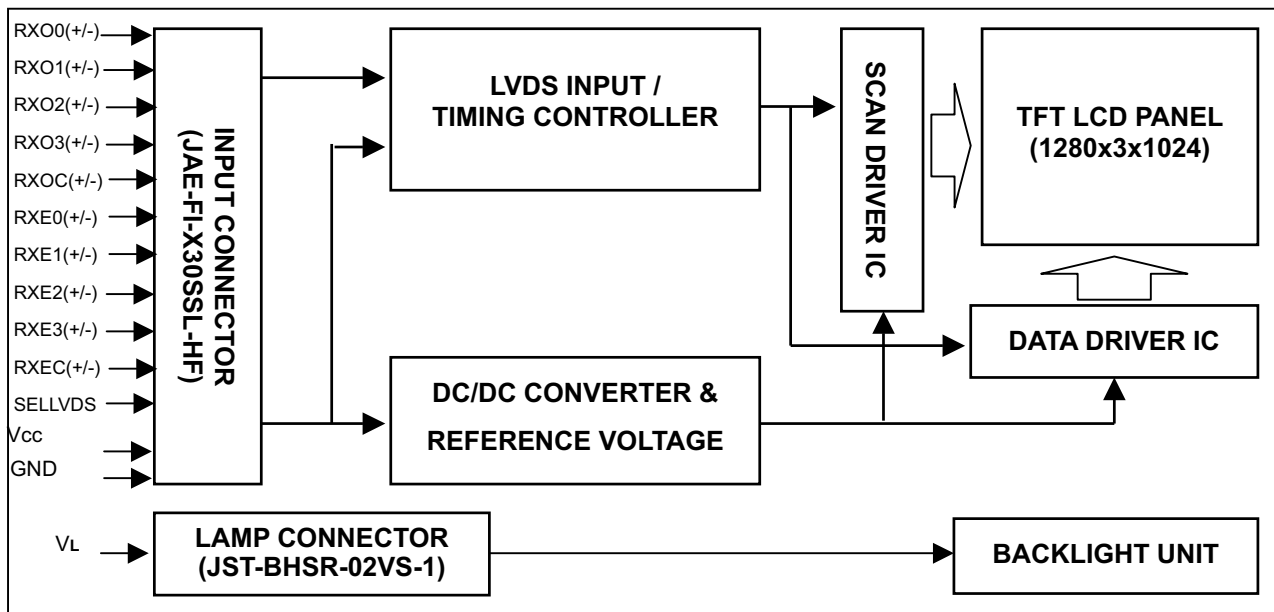 RXO0(+/-)
RXO1(+/-)
RXO2(+/-)
RXO3(+/-)
RXOC(+/-)
RXE0(+/-)
RXE1(+/-)
RXE2(+/-)
RXE3(+/-)
RXEC(+/-)
SELLVDS
Vcc
GND
VL
INPUT CONNECTOR
(JAE-FI-X30SSL-HF)
LVDS INPUT /
TIMING CONTROLLER
SCAN DRIVER IC
TFT LCD PANEL
(1280x3x1024)
DATA DRIVER IC
DC/DC CONVERTER &
REFERENCE VOLTAGE
LAMP CONNECTOR
(JST-BHSR-02VS-1)
BACKLIGHT UNIT